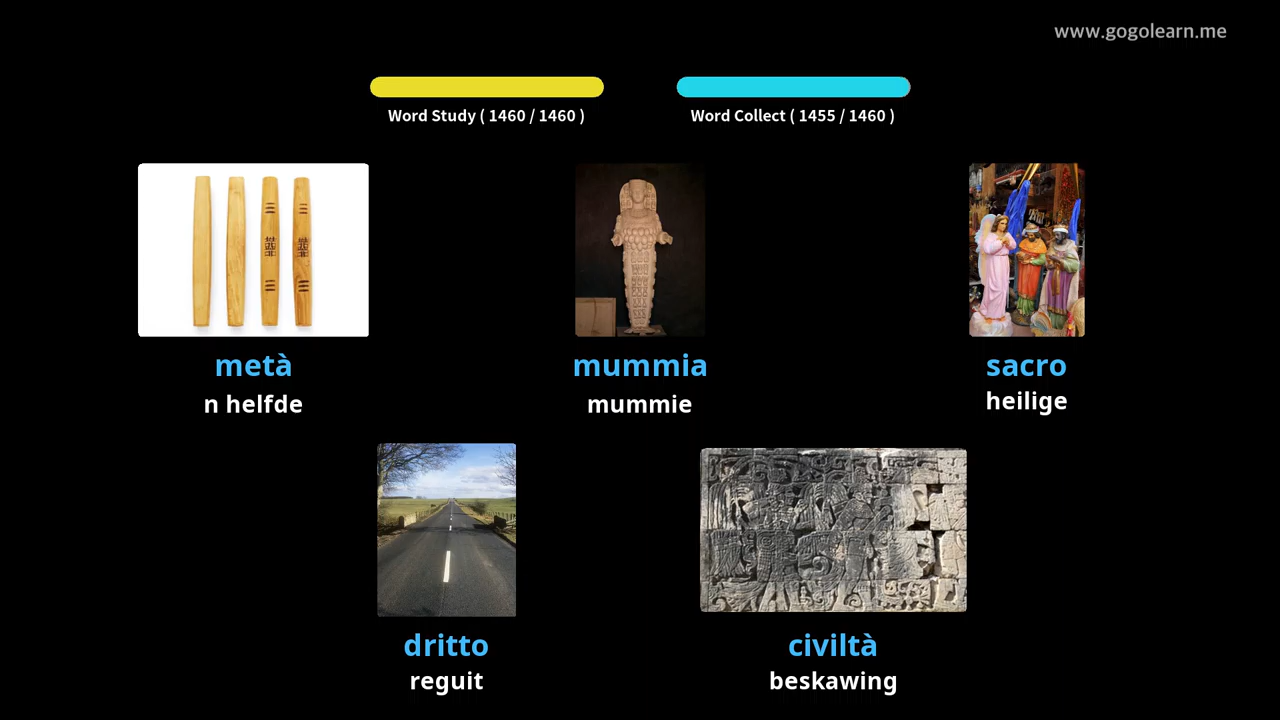 www.gogolearn.me
Word Study ( 1460 / 1460 )
Word Collect ( 1455 / 1460 )
metà
n helfde
mummia
mummie
sacro
heilige
dritto
reguit
civiltà
beskawing